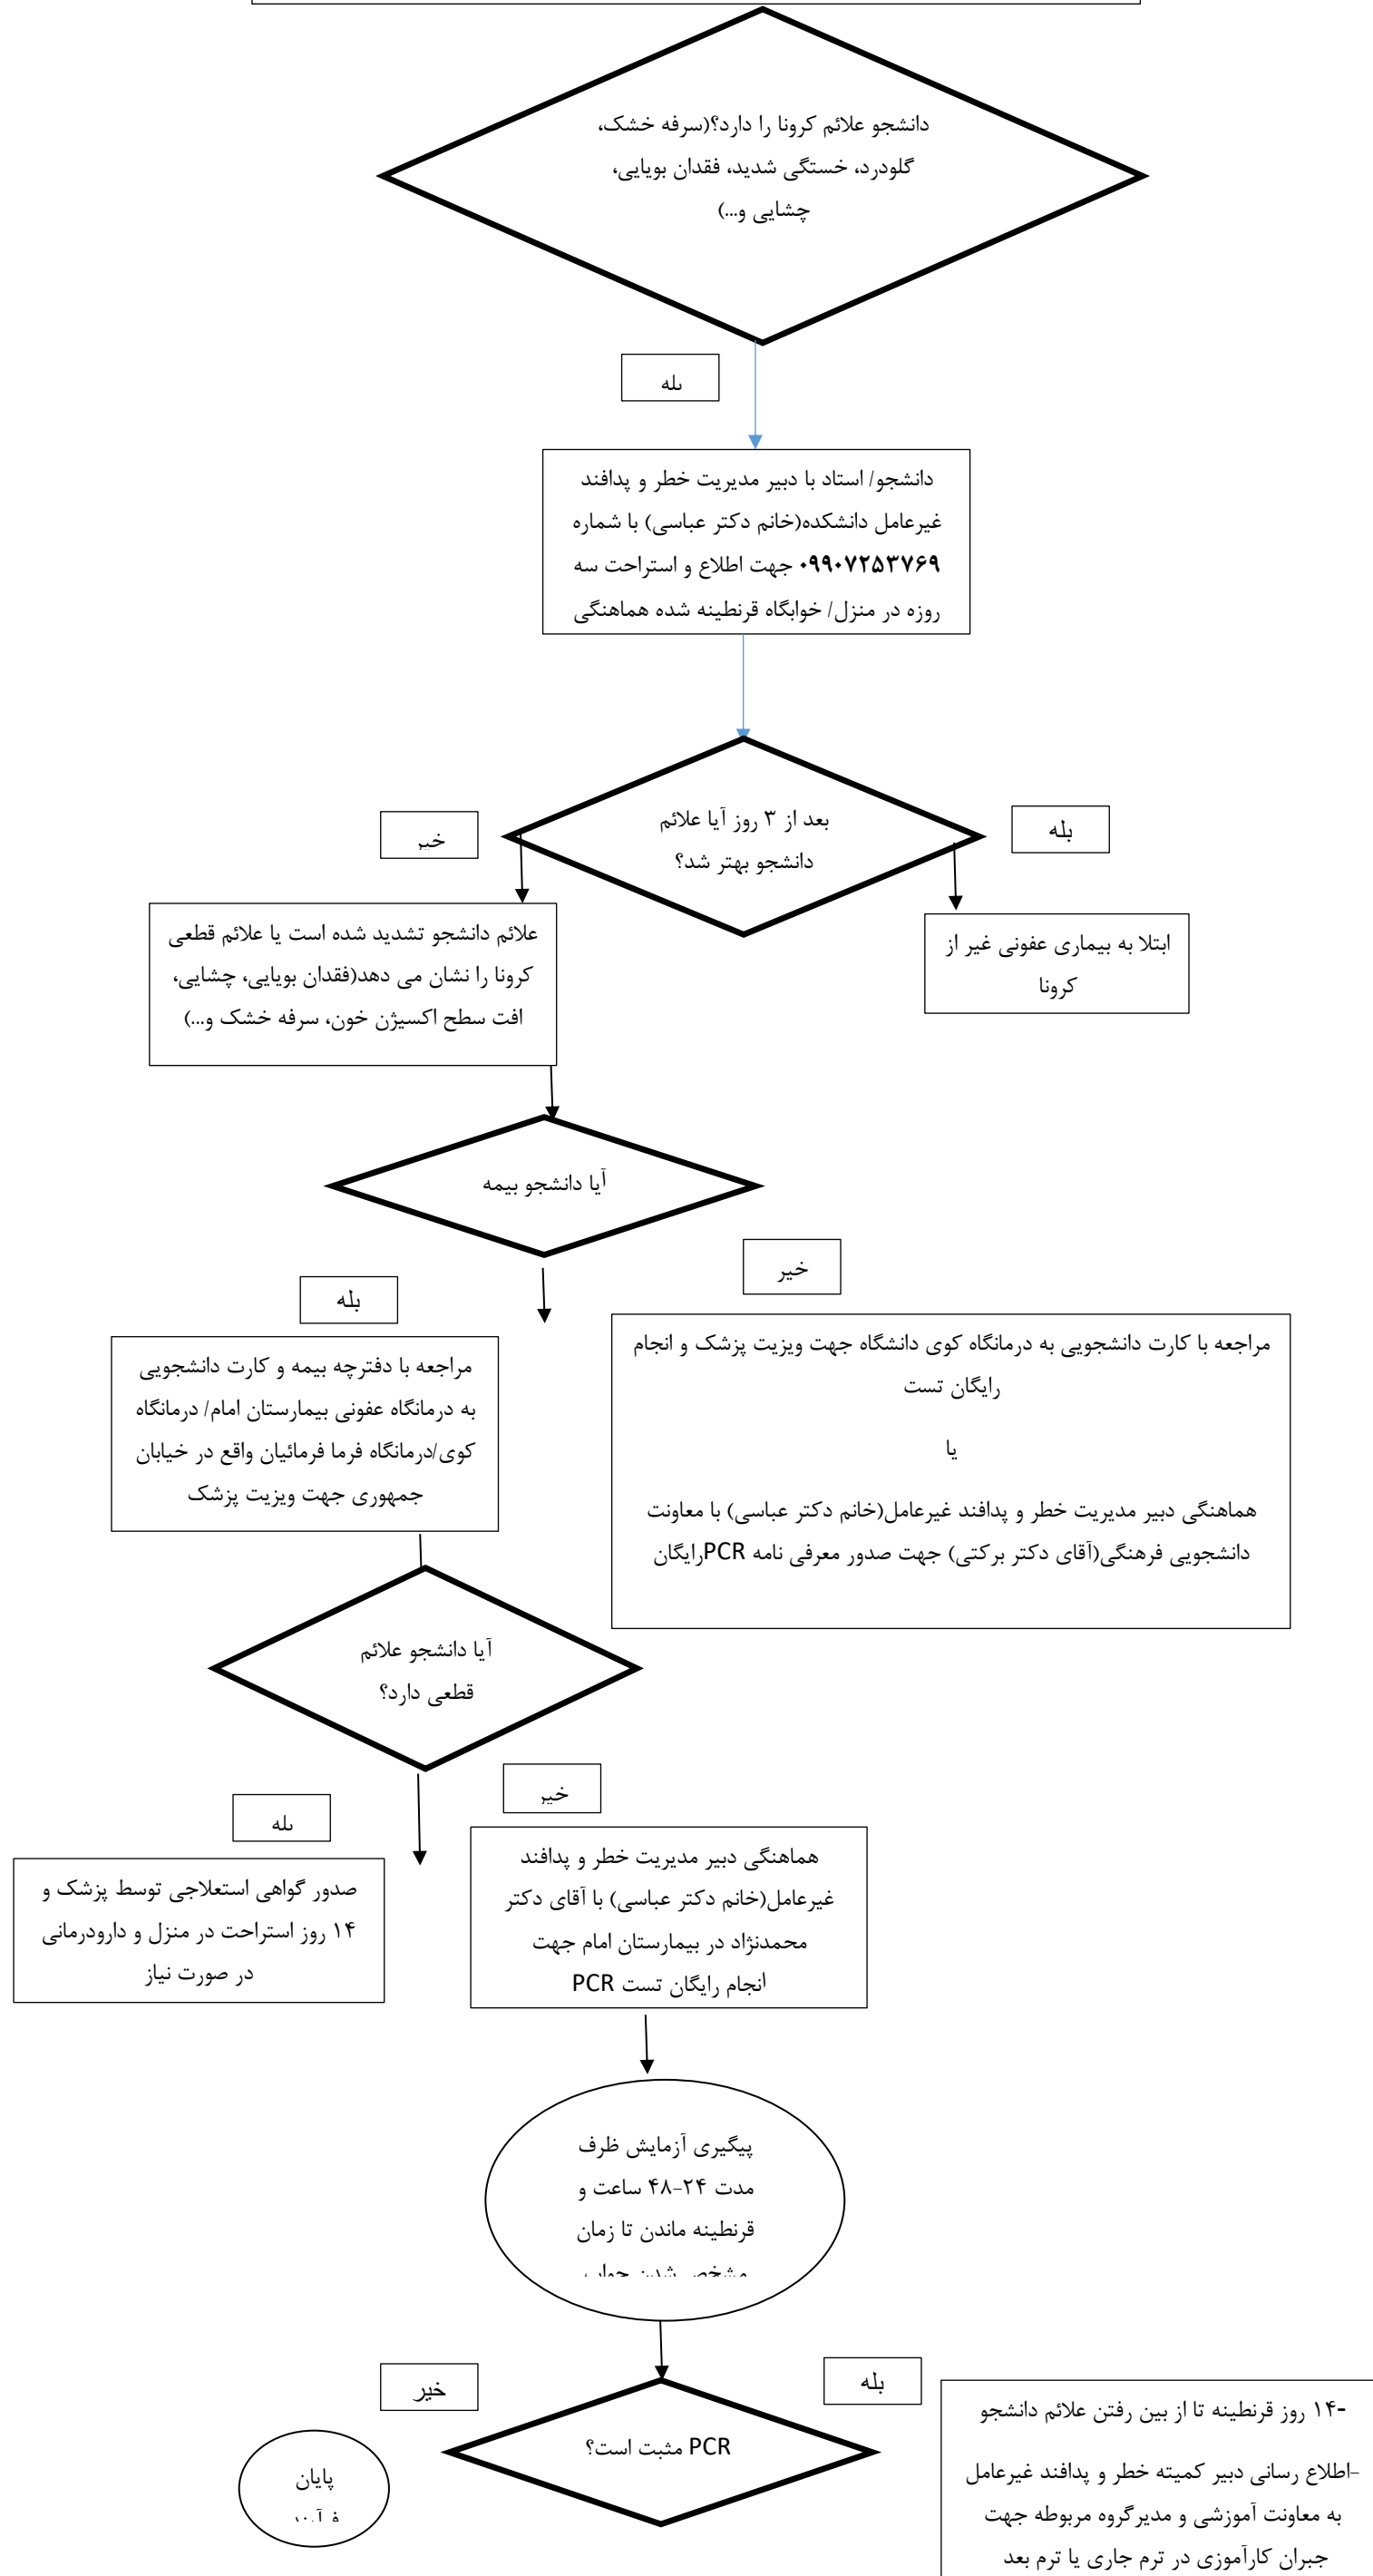 دانشجو علائم کرونا را دارد؟(سرفه خشک،
گلودرد، خستگی شدید، فقدان بویایی،
چشایی و...)
بله
دانشجو/ استاد با دبیر مدیریت خطر و پدافند
غیرعامل دانشکده(خانم دکتر عباسی) با شماره
۰۹۹۰۷۲۵۳۷۶۹ جهت اطلاع و استراحت سه
روزه در منزل/ خوابگاه قرنطینه شده هماهنگی
بعد از ۳ روز آیا علائم
دانشجو بهتر شد؟
بله
خیر
ابتلا به بیماری عفونی غیر از
کرونا
علائم دانشجو تشدید شده است یا علائم قطعی
کرونا را نشان می دهد(فقدان بویایی، چشایی،
افت سطح اکسیژن خون، سرفه خشک و...)
آیا دانشجو بیمه
خیر
بله
مراجعه با کارت دانشجویی به درمانگاه کوی دانشگاه جهت ویزیت پزشک و انجام
رایگان تست
یا
هماهنگی دبیر مدیریت خطر و پدافند غیرعامل(خانم دکتر عباسی) با معاونت
دانشجویی فرهنگی(آقای دکتر برکتی) جهت صدور معرفی نامه PCRرایگان
مراجعه با دفترچه بیمه و کارت دانشجویی
به درمانگاه عفونی بیمارستان امام/ درمانگاه
کوی/درمانگاه فرما فرمائیان واقع در خیابان
جمهوری جهت ویزیت پزشک
آیا دانشجو علائم
قطعی دارد؟
خیر
بله
هماهنگی دبیر مدیریت خطر و پدافند
غیرعامل(خانم دکتر عباسی) با آقای دکتر
محمدنژاد در بیمارستان امام جهت
انجام رایگان تست PCR
صدور گواهی استعلاجی توسط پزشک و
۱۴ روز استراحت در منزل و دارودرمانی
در صورت نیاز
پیگیری آزمایش ظرف
مدت ۲۴-۴۸ ساعت و
قرنطینه ماندن تا زمان
مشخص شدن جواب
بله
خیر
PCR مثبت است؟
-۱۴ روز قرنطینه تا از بین رفتن علائم دانشجو
-اطلاع رسانی دبیر کمیته خطر و پدافند غیرعامل
به معاونت آموزشی و مدیرگروه مربوطه جهت
جبران کارآموزی در ترم جاری یا ترم بعد
پایان
فرآیند